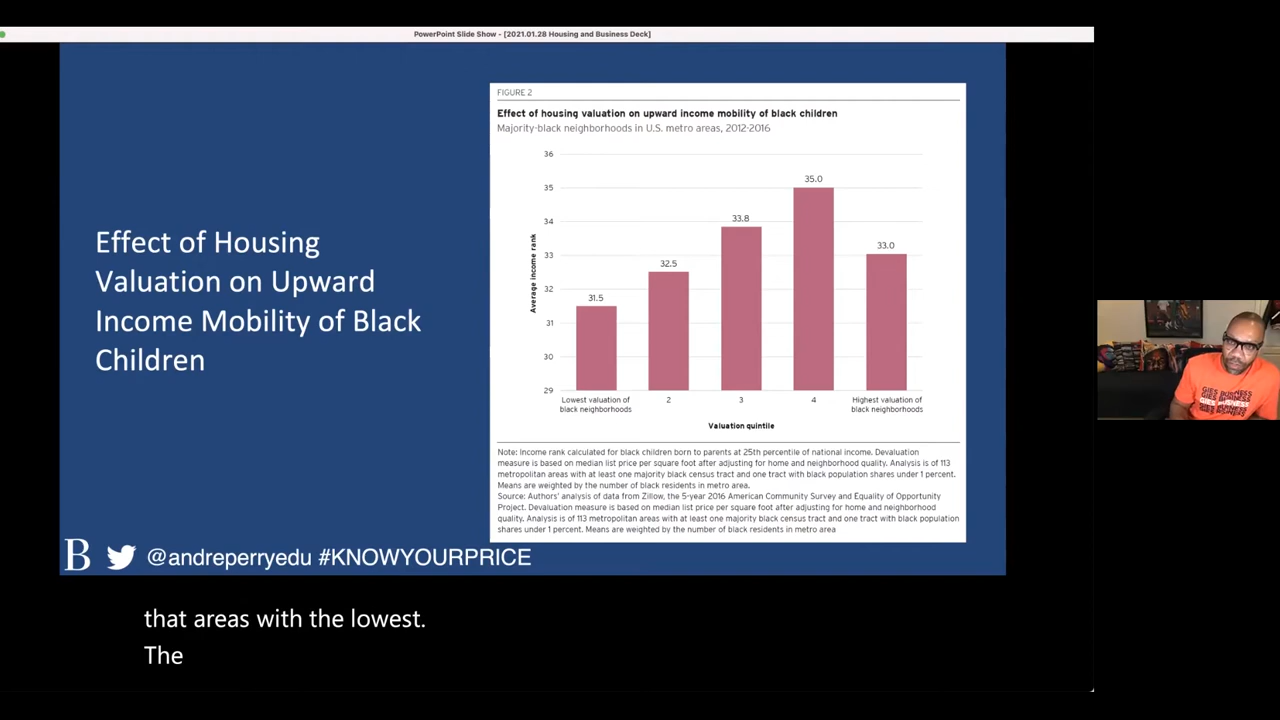 PowerPoint Slide Show - [2021.01.28 Housing and Business Deck]
Effect of Housing
Valuation on Upward
Income Mobility of Black
Children
FIGURE 2
Effect of housing valuation on upward income mobility of black children
Majority-black neighborhoods in U.S. metro areas, 2012-2016
Average income rank
36
35
34
33
32
31
30
29
31.5
32.5
33.8
35.0
33.0
Lowest valuation of
black neighborhoods
2
3
4
Highest valuation of
black neighborhoods
Valuation quintile
Note: Income rank calculated for black children born to parents at 25th percentile of national income. Devaluation
measure is based on median list price per square foot after adjusting for home and neighborhood quality. Analysis is of 113
metropolitan areas with at least one majority black census tract and one tract with black population shares under 1 percent.
Means are weighted by the number of black residents in metro area.
Source: Authors' analysis of data from Zillow, the 5-year 2016 American Community Survey and Equality of Opportunity
Project. Devaluation measure is based on median list price per square foot after adjusting for home and neighborhood
quality. Analysis is of 113 metropolitan areas with at least one majority black census tract and one tract with black population
shares under 1 percent. Means are weighted by the number of black residents in metro area
B @andreperryedu #KNOWYOURPRICE
that areas with the lowest.
The
GIES BUSINESS
GIES BUSINESS
GIES BUSINESS
GIES BUSINESS